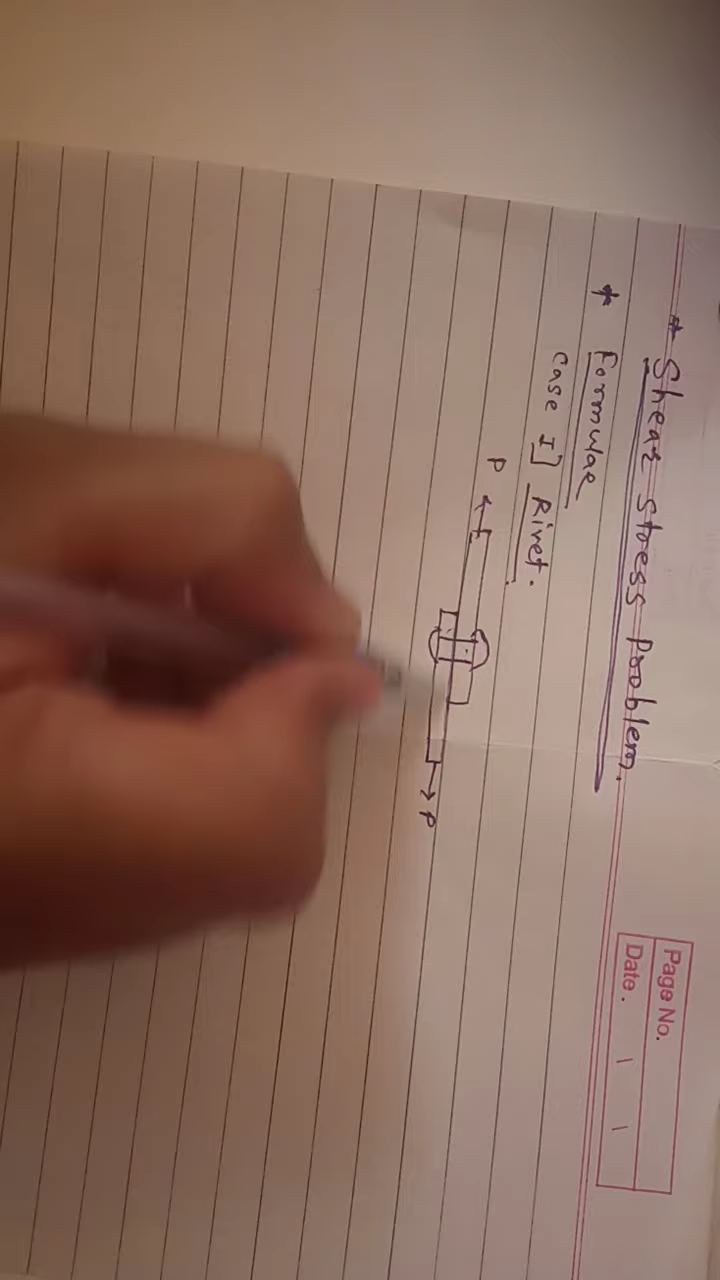 Page No.
Date. / /
* Shear stress problem.
* Formulae
Case I] Rivet.
P
P